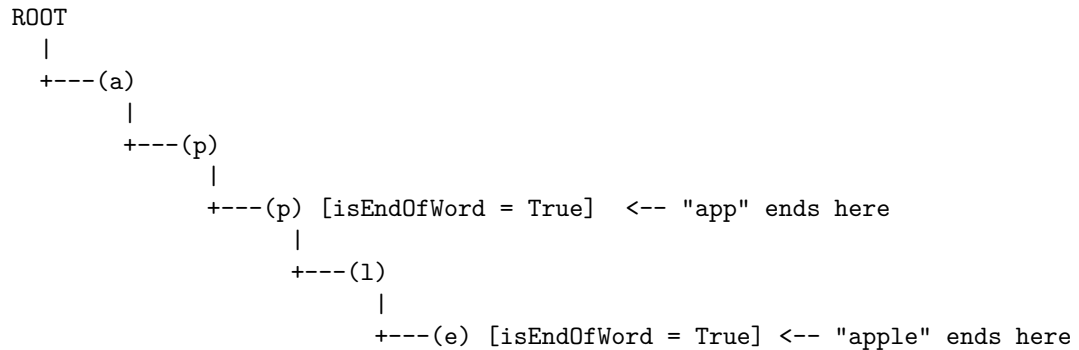 ROOT
|
+---(a)
|
+---(p)
|
+---(p) [isEndOfWord = True] <-- "app" ends here
|
+---(l)
|
+---(e) [isEndOfWord = True] <-- "apple" ends here